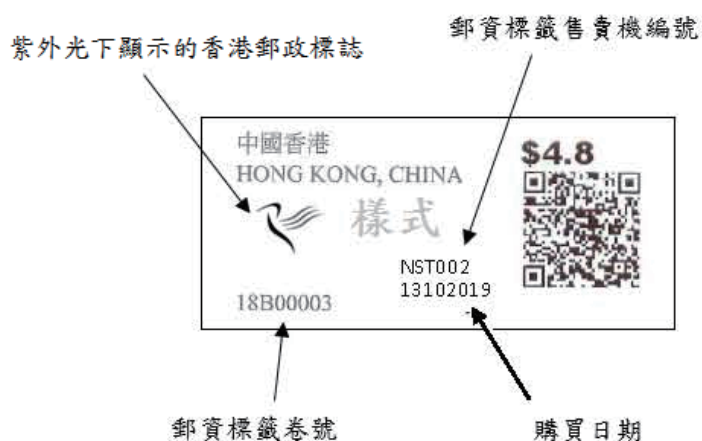 郵資標籤售賣機編號
紫外光下顯示的香港郵政標誌
中國香港
HONG KONG, CHINA
$4.8
樣式
NST002
13102019
18B00003
郵資標籤卷號
購買日期